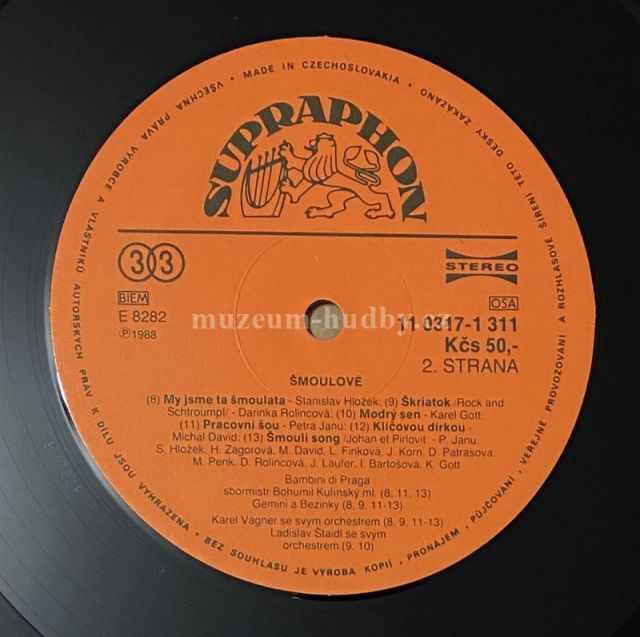 VŠECHNA PRÁVA VÝROBCE A VLASTNÍKŮ AUTORSKÝCH PRÁV K DÍLU JSOU VYHRAZENA • BEZ SOUHLASU JE VÝROBA KOPIÍ, PRONÁJEM, PŮJČOVÁNÍ, VEŘEJNÉ PROVOZOVÁNÍ A ROZHLASOVÉ ŠÍŘENÍ TÉTO DESKY ZAKÁZÁNO • MADE IN CZECHOSLOVAKIA •
SUPRAPHON
33
STEREO
BIEM
OSA
E 8282
11 0317-1 311
Ⓟ1988
muzeum-hudby.cz
Kčs 50,-
2. STRANA
ŠMOULOVÉ
(8) My jsme ta šmoulata - Stanislav Hložek: (9) Škriatok /Rock and
Schtroumpf/ - Darinka Rolincová: (10) Modrý sen - Karel Gott:
(11) Pracovní šou - Petra Janu: (12) Klíčovou dírkou -
Michal David: (13) Šmoulí song /Johan et Pirlovit - P. Janu.
S. Hložek, H. Zagorová, M. David, L. Finková, J. Korn, D. Patrasova
M. Penk, D. Rolincová, J. Laufer, I. Bartošová, K. Gott
Bambini di Praga
sbormistr Bohumil Kulínský ml. (8, 11, 13)
Gemini a Bezinky (8, 9, 11-13)
Karel Vágner se svým orchestrem (8, 9, 11-13)
Ladislav Štaidl se svým
orchestrem (9, 10)